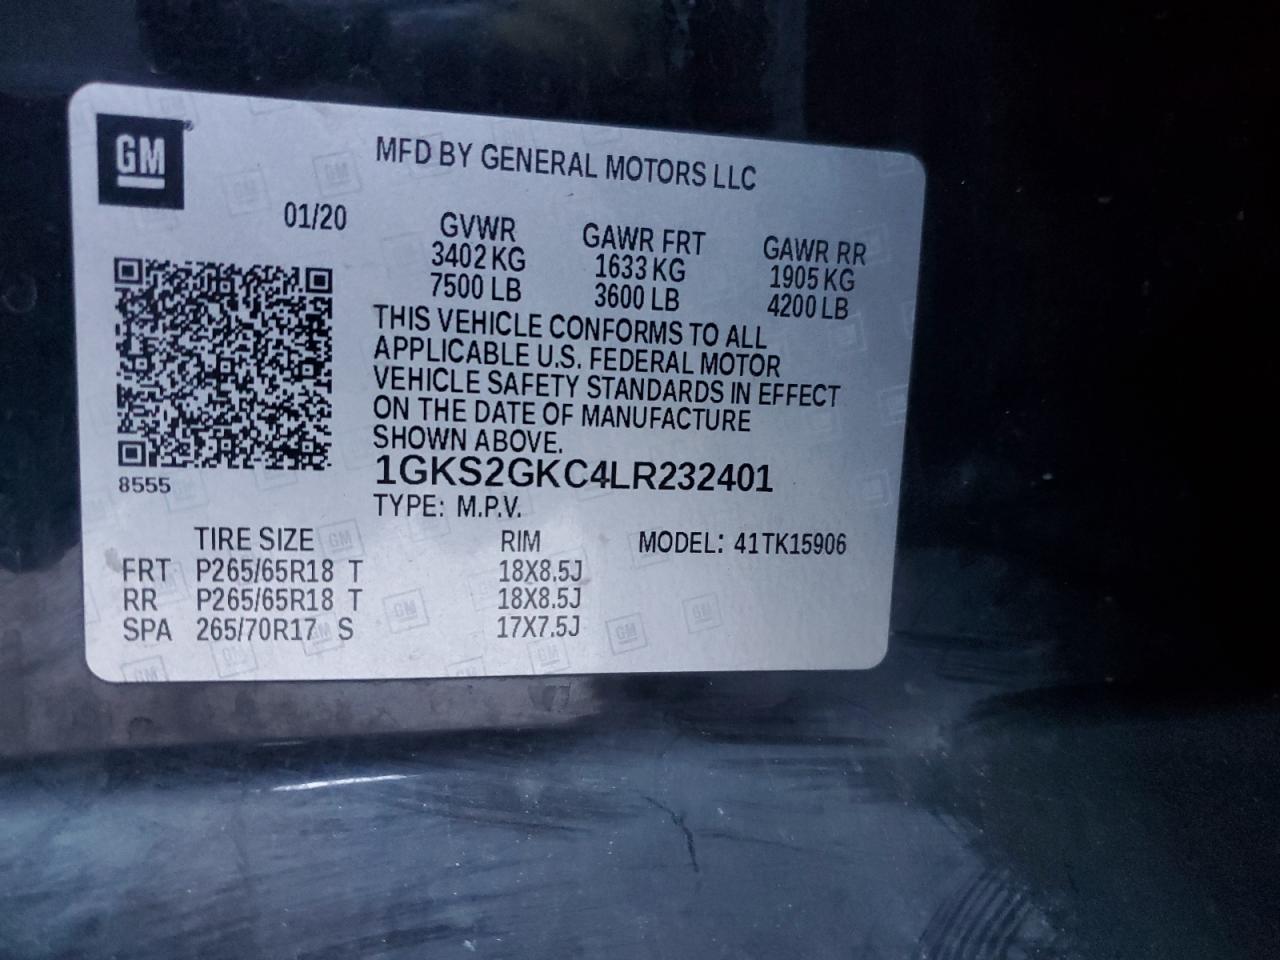 GM
MFD BY GENERAL MOTORS LLC
01/20
GVWR GAWR FRT GAWR RR
3402 KG 1633 KG 1905 KG
7500 LB 3600 LB 4200 LB
THIS VEHICLE CONFORMS TO ALL
APPLICABLE U.S. FEDERAL MOTOR
VEHICLE SAFETY STANDARDS IN EFFECT
ON THE DATE OF MANUFACTURE
SHOWN ABOVE.
8555
1GKS2GKC4LR232401
TYPE: M.P.V.
TIRE SIZE RIM MODEL: 41TK15906
FRT P265/65R18 T 18X8.5J
RR P265/65R18 T 18X8.5J
SPA 265/70R17 S 17X7.5J